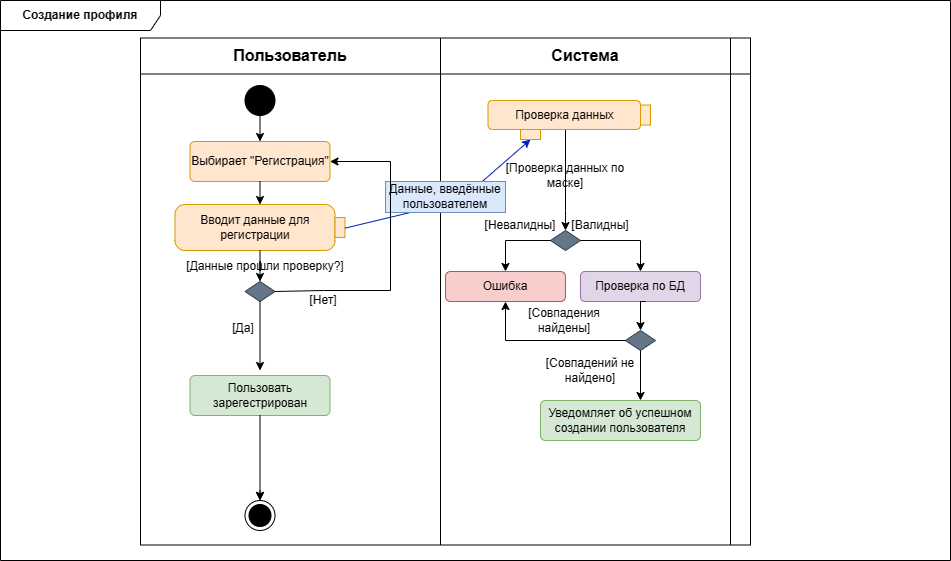 Создание профиля
Пользователь
Система
Выбирает "Регистрация"
Вводит данные для
регистрации
[Данные прошли проверку?]
[Нет]
[Да]
Пользовать
зарегестрирован
Данные, введённые
пользователем
Проверка данных
[Проверка данных по
маске]
[Невалидны]
[Валидны]
Ошибка
Проверка по БД
[Совпадения
найдены]
[Совпадений не
найдено]
Уведомляет об успешном
создании пользователя